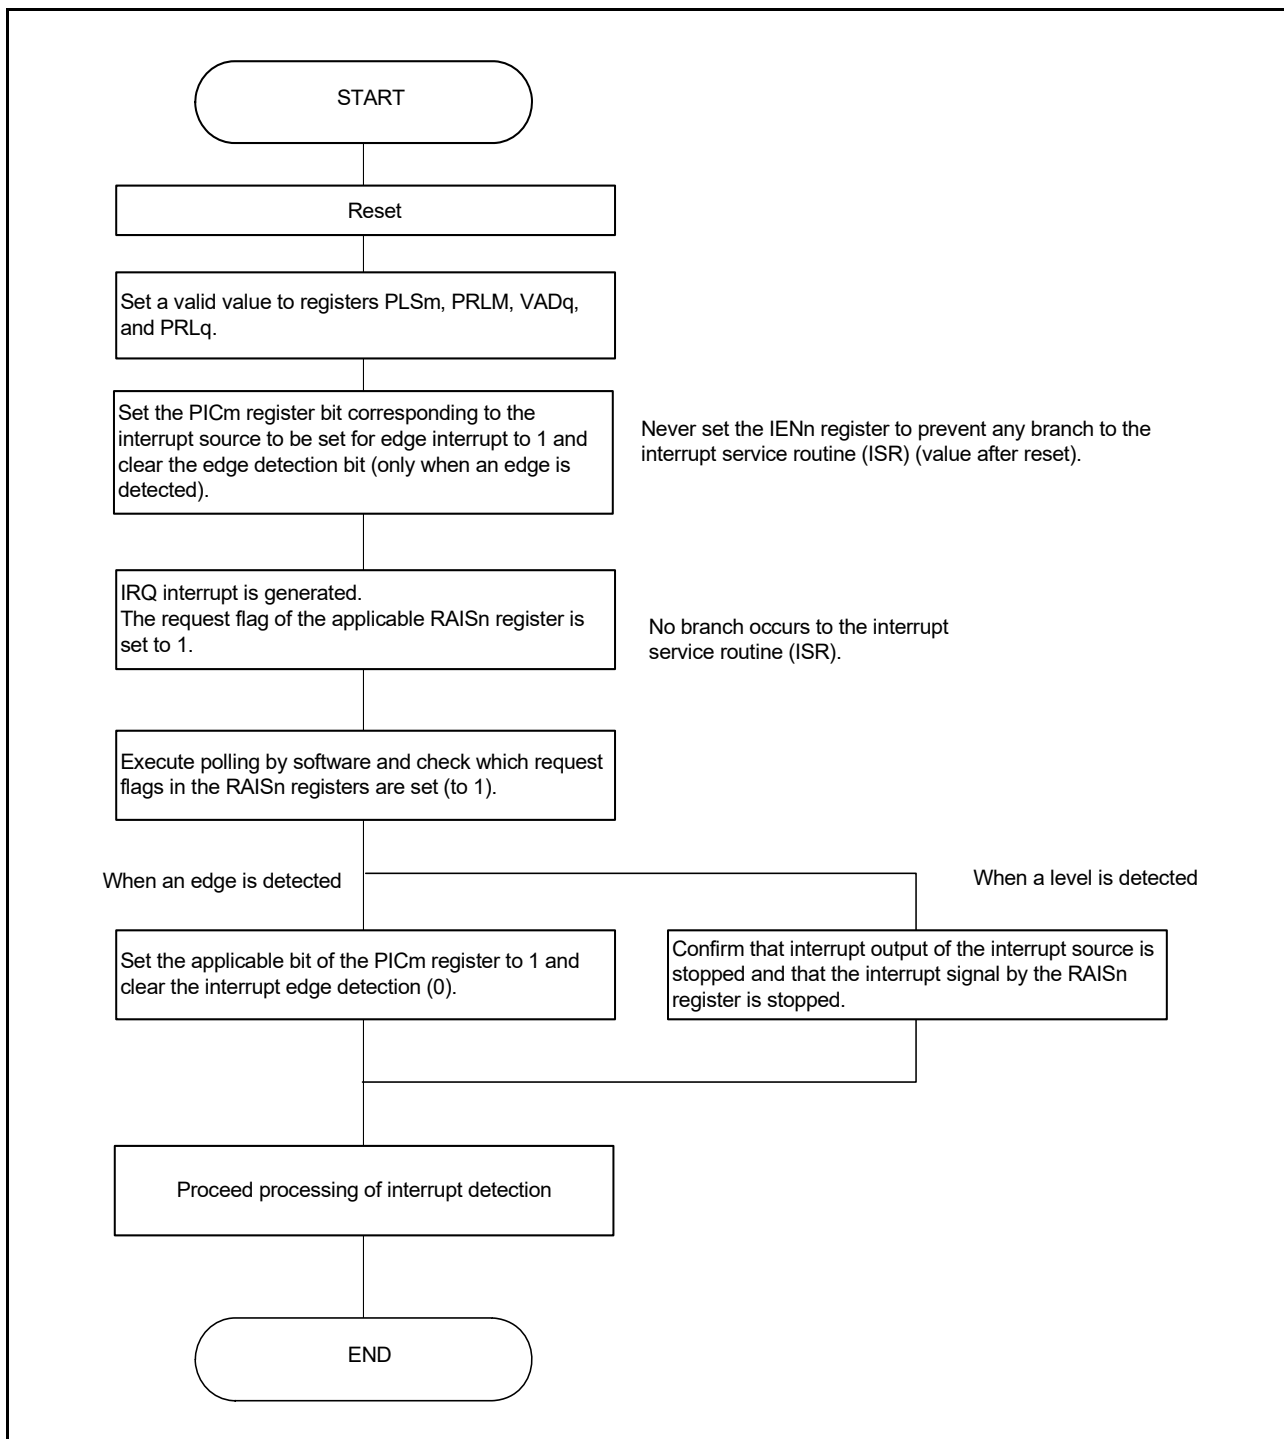 START
Reset
Set a valid value to registers PLSm, PRLM, VADq,
and PRLq.
Set the PICm register bit corresponding to the
interrupt source to be set for edge interrupt to 1 and
clear the edge detection bit (only when an edge is
detected).
Never set the IENn register to prevent any branch to the
interrupt service routine (ISR) (value after reset).
IRQ interrupt is generated.
The request flag of the applicable RAISn register is
set to 1.
No branch occurs to the interrupt
service routine (ISR).
Execute polling by software and check which request
flags in the RAISn registers are set (to 1).
When an edge is detected
When a level is detected
Set the applicable bit of the PICm register to 1 and
clear the interrupt edge detection (0).
Confirm that interrupt output of the interrupt source is
stopped and that the interrupt signal by the RAISn
register is stopped.
Proceed processing of interrupt detection
END